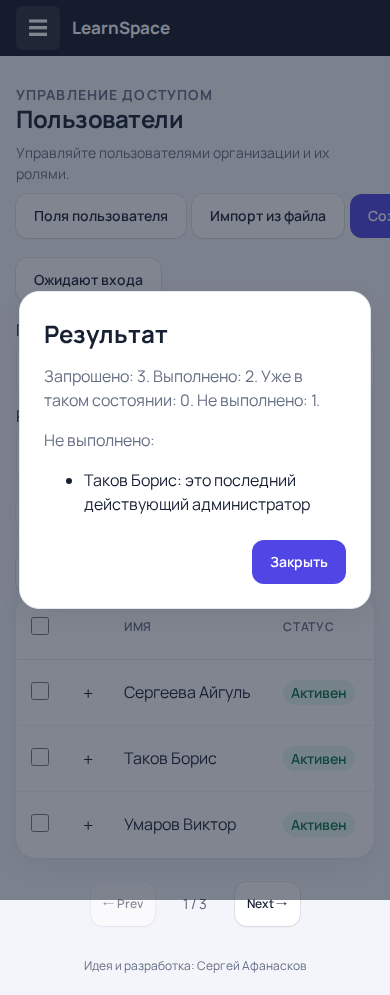 ☰ LearnSpace
УПРАВЛЕНИЕ ДОСТУПОМ
Пользователи
Управляйте пользователями организации и их
ролями.
Поля пользователя Импорт из файла
Ожидают входа
Результат
Запрошено: 3. Выполнено: 2. Уже в
таком состоянии: 0. Не выполнено: 1.
Не выполнено:
• Таков Борис: это последний
действующий администратор
Закрыть
ИМЯ СТАТУС
+ Сергеева Айгуль Активен
+ Таков Борис Активен
+ Умаров Виктор Активен
← Prev 1 / 3 Next →
Идея и разработка: Сергей Афанасков